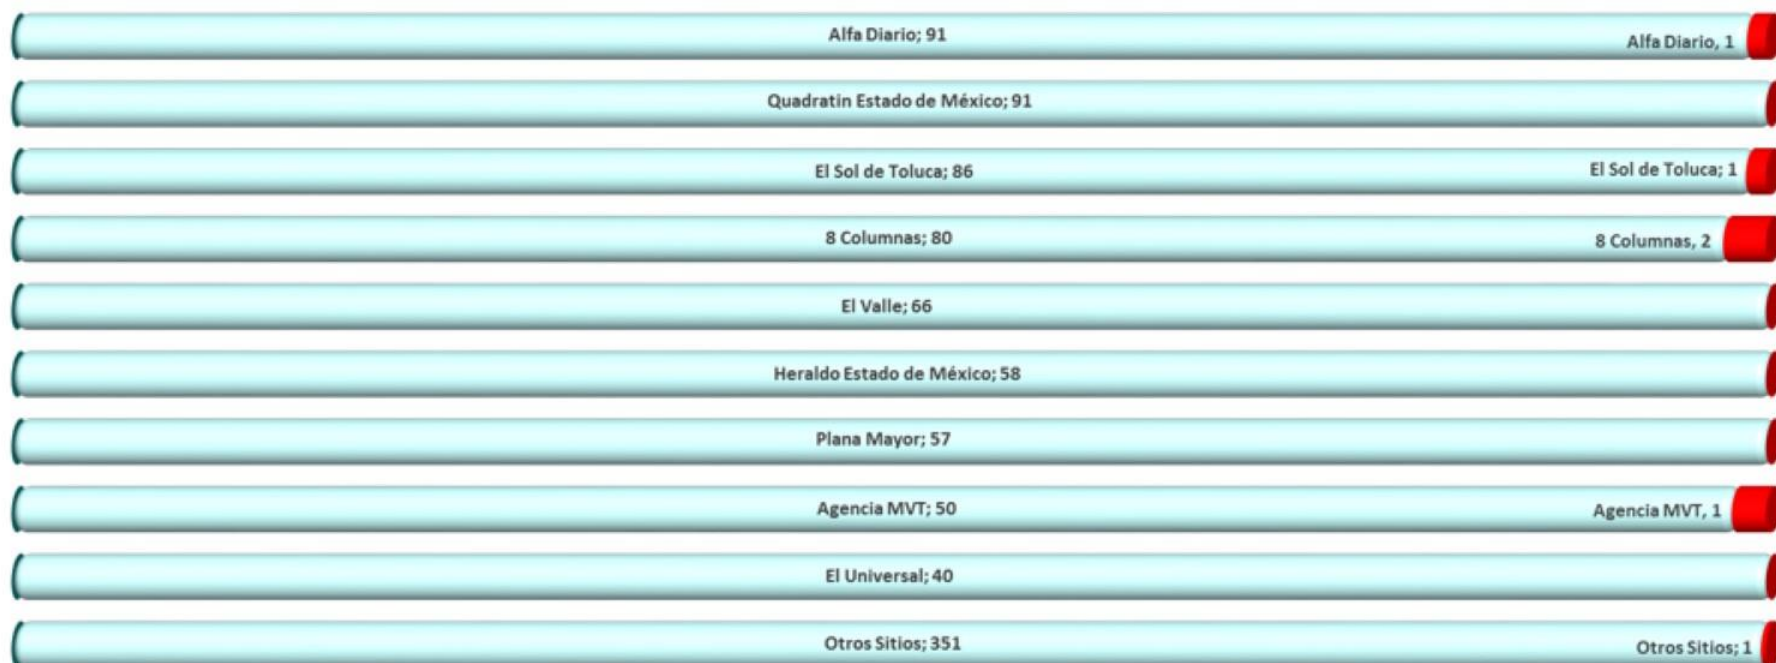 Alfa Diario; 91
Alfa Diario, 1
Quadratin Estado de México; 91
El Sol de Toluca; 86
El Sol de Toluca; 1
8 Columnas; 80
8 Columnas, 2
El Valle; 66
Heraldo Estado de México; 58
Plana Mayor; 57
Agencia MVT; 50
Agencia MVT, 1
El Universal; 40
Otros Sitios; 351
Otros Sitios; 1